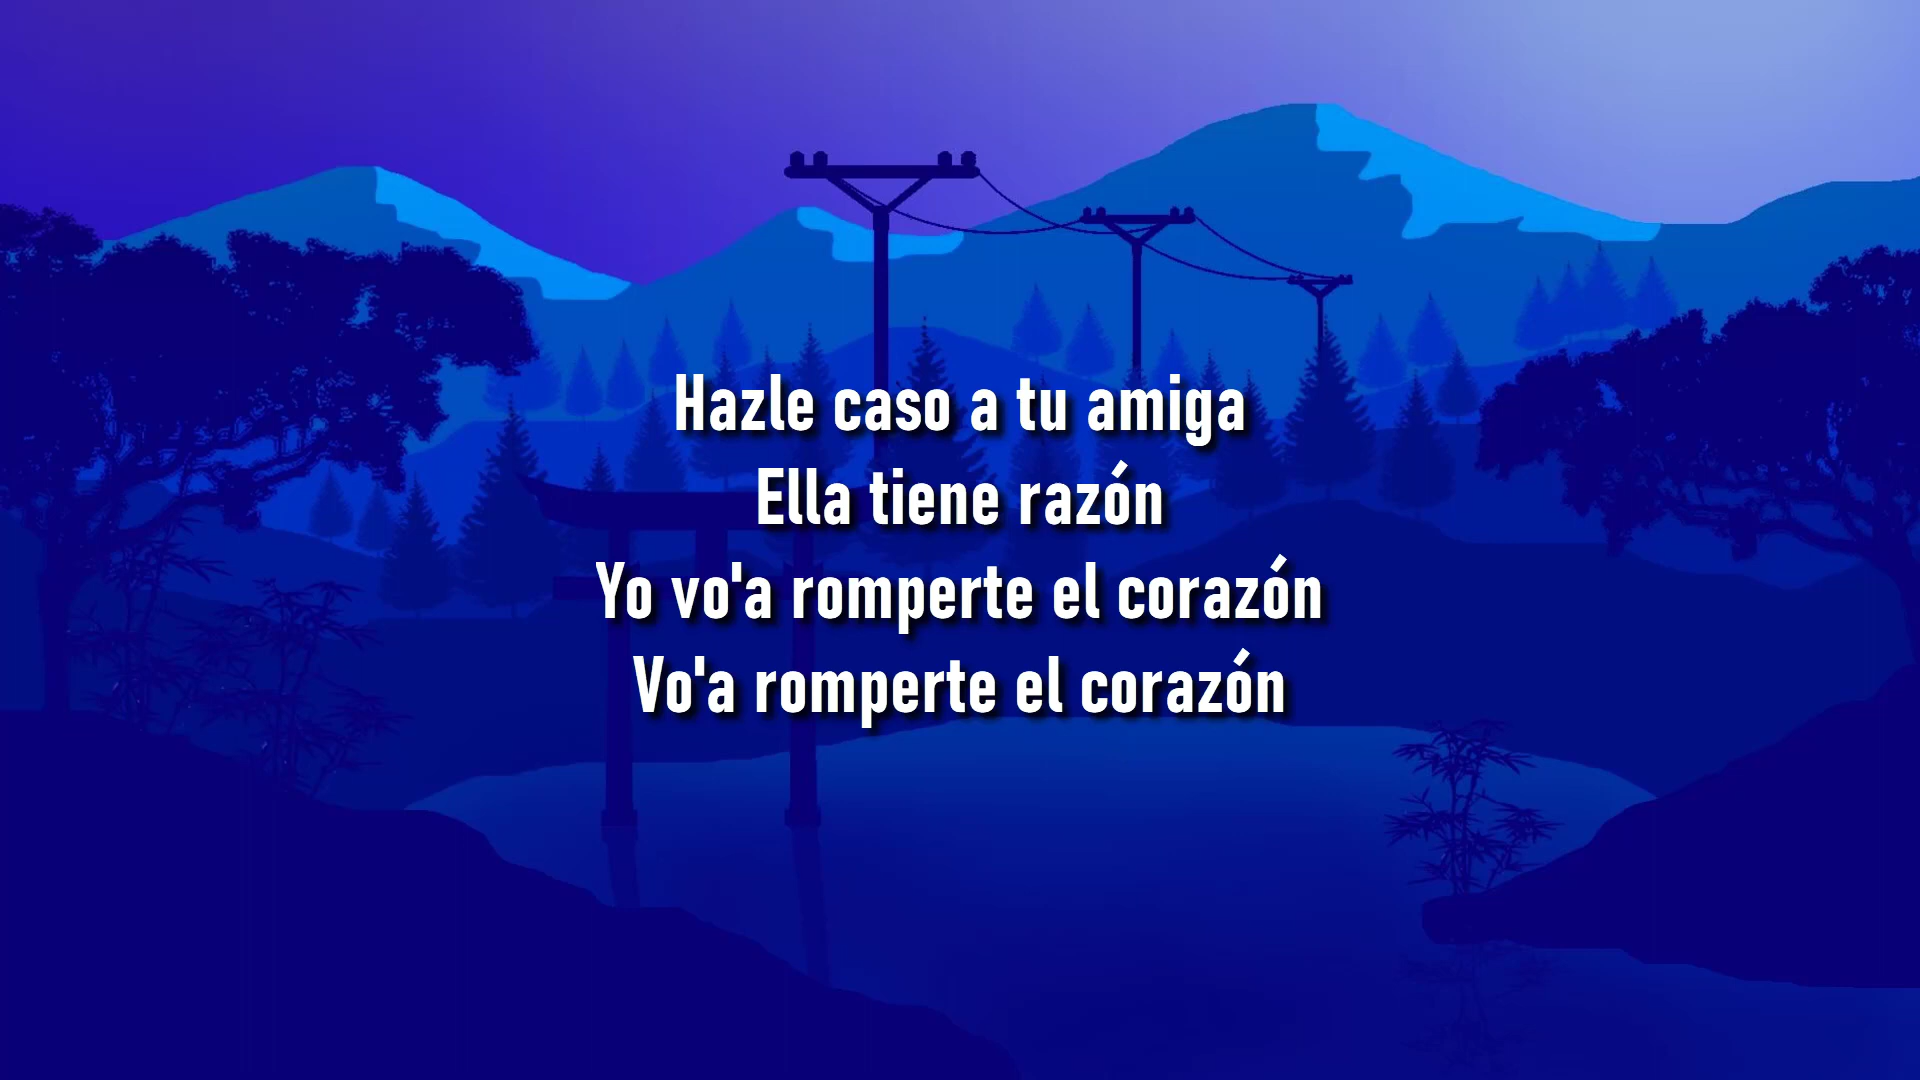 Hazle caso a tu amiga
Ella tiene razón
Yo vo'a romperte el corazón
Vo'a romperte el corazón